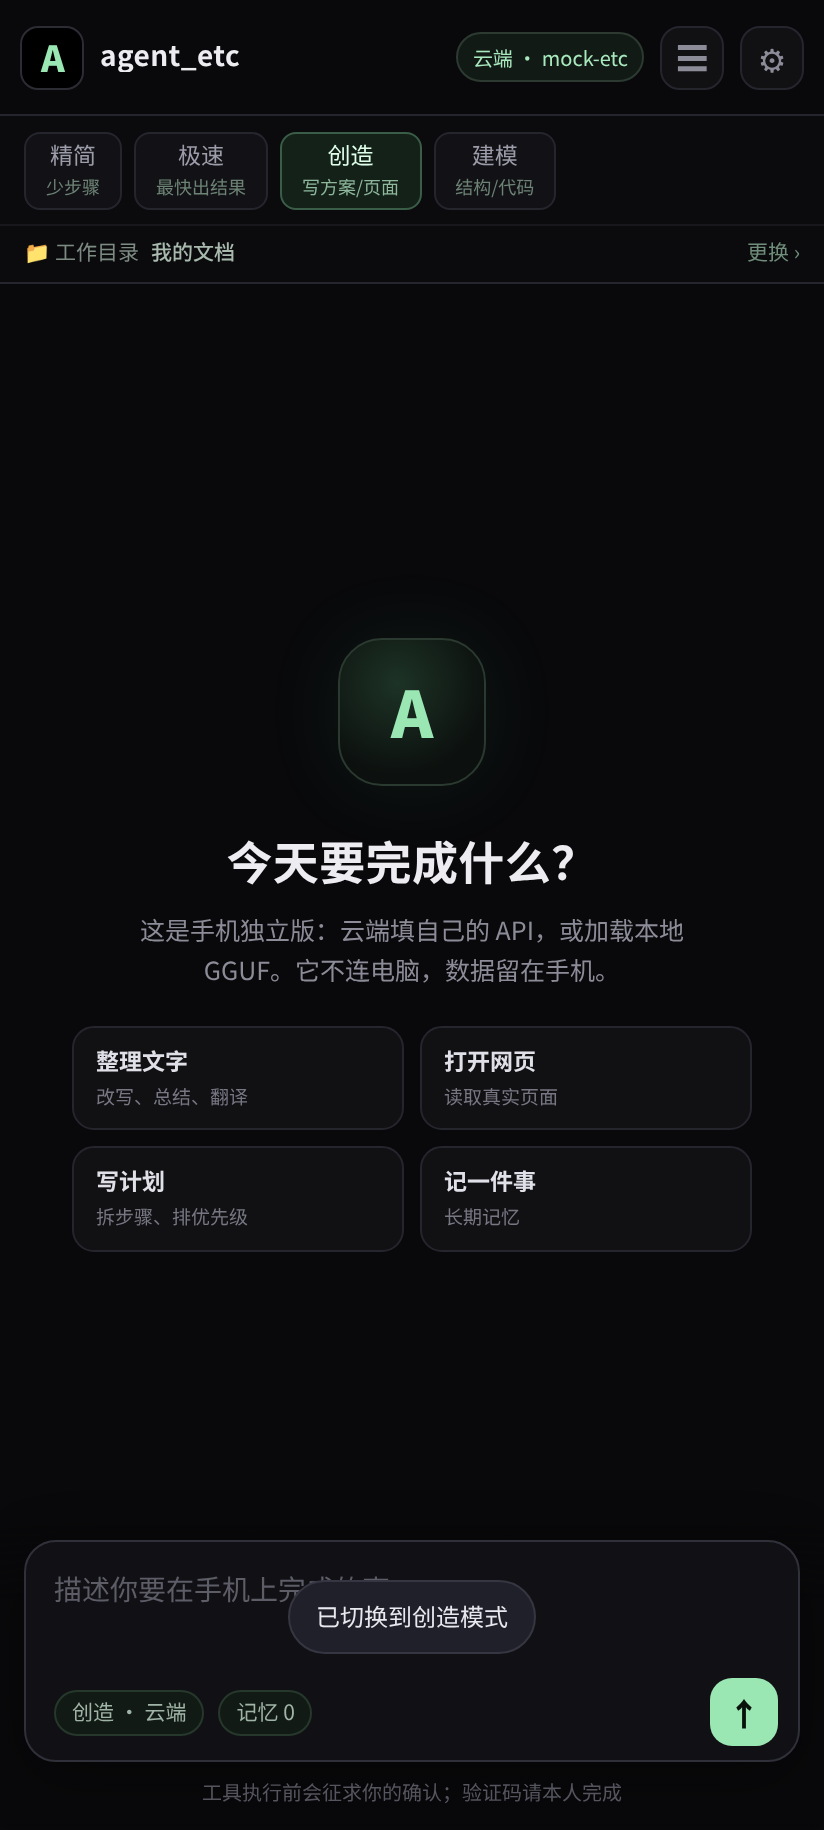 A agent_etc 云端 · mock-etc ☰ ⚙
精简 极速 创造 建模
少步骤 最快出结果 写方案/页面 结构/代码
📁 工作目录 我的文档 更换 ›
A
今天要完成什么？
这是手机独立版：云端填自己的 API，或加载本地
GGUF。它不连电脑，数据留在手机。
整理文字 打开网页
改写、总结、翻译 读取真实页面
写计划 记一件事
拆步骤、排优先级 长期记忆
描述你要在手机上完
已切换到创造模式
创造 · 云端 记忆 0 ↑
工具执行前会征求你的确认；验证码请本人完成